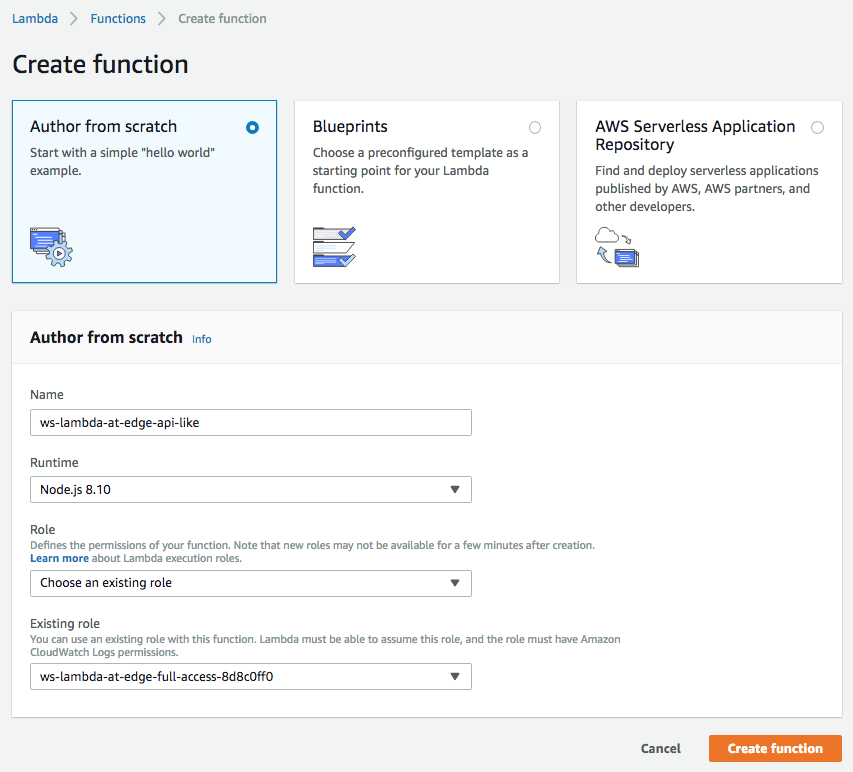 Lambda > Functions > Create function
Create function
Author from scratch
Start with a simple "hello world"
example.
Blueprints
Choose a preconfigured template as a
starting point for your Lambda
function.
AWS Serverless Application
Repository
Find and deploy serverless applications
published by AWS, AWS partners, and
other developers.
Author from scratch Info
Name
ws-lambda-at-edge-api-like
Runtime
Node.js 8.10
Role
Defines the permissions of your function. Note that new roles may not be available for a few minutes after creation.
Learn more about Lambda execution roles.
Choose an existing role
Existing role
You can use an existing role with this function. Lambda must be able to assume this role, and the role must have Amazon
CloudWatch Logs permissions.
ws-lambda-at-edge-full-access-8d8c0ff0
Cancel Create function